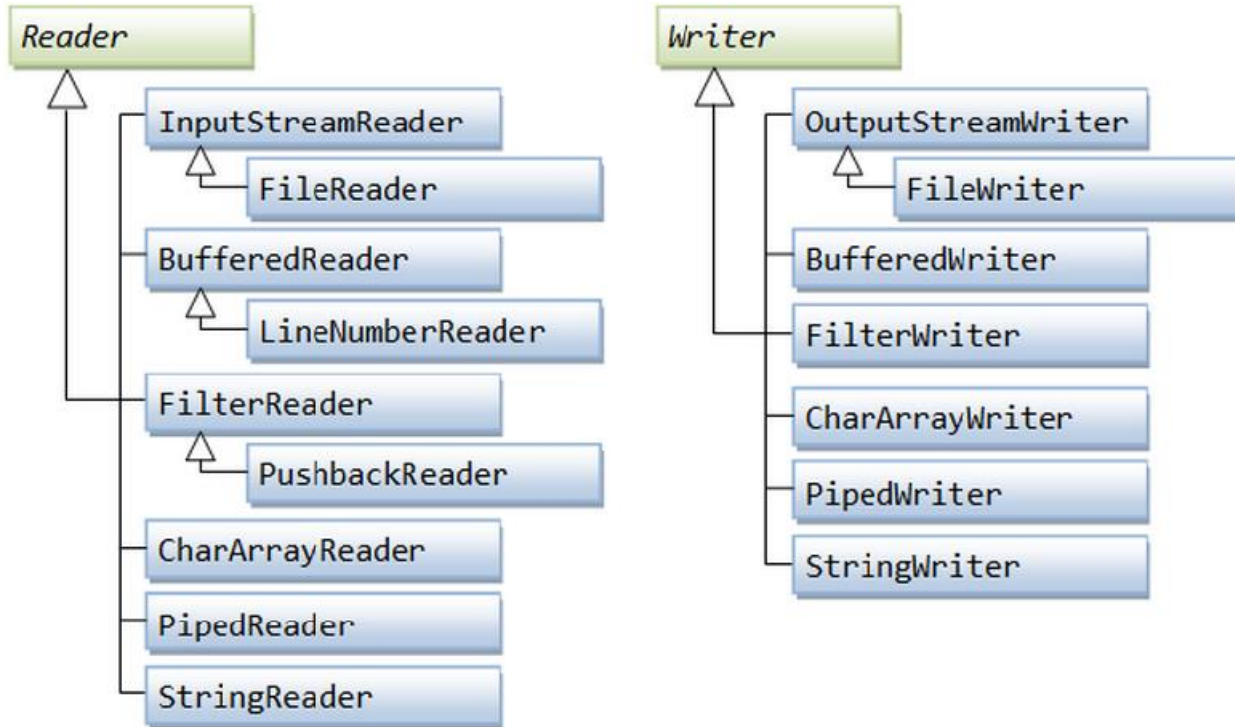 Reader
InputStreamReader
FileReader
BufferedReader
LineNumberReader
FilterReader
PushbackReader
CharArrayReader
PipedReader
StringReader
Writer
OutputStreamWriter
FileWriter
BufferedWriter
FilterWriter
CharArrayWriter
PipedWriter
StringWriter